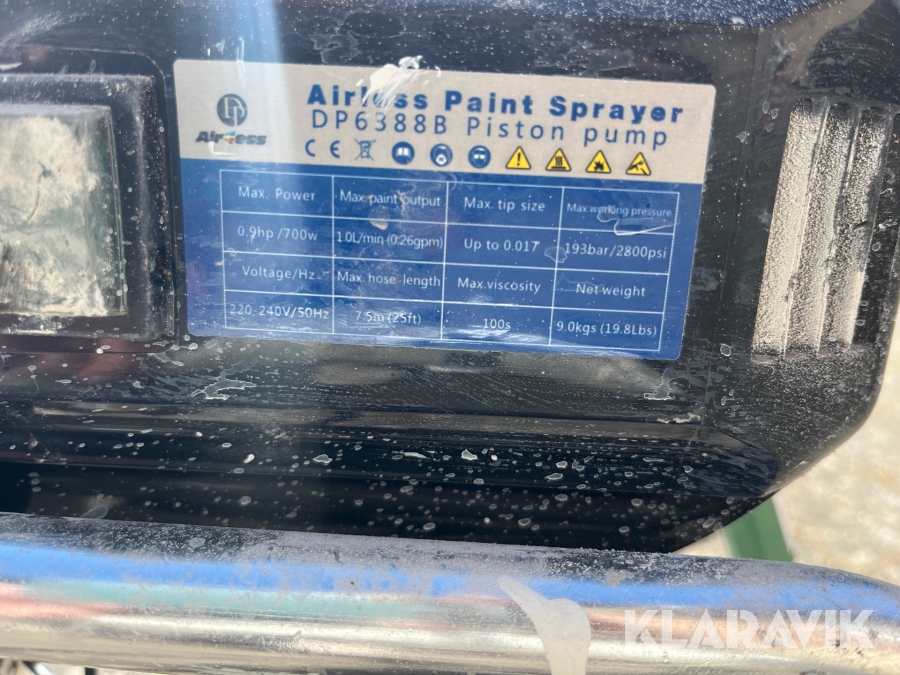 Airless Paint Sprayer
DP6388B Piston pump
Airless
CE
Max. Power Max. paint output Max. tip size Max working pressure
0.9hp/700w 1.0L/min (0.26gpm) Up to 0.017 193bar/2800psi
Voltage/Hz Max. hose length Max.viscosity Net weight
220-240V/50Hz 7.5m (25ft) 100s 9.0kgs (19.8Lbs)
KLARAVIK